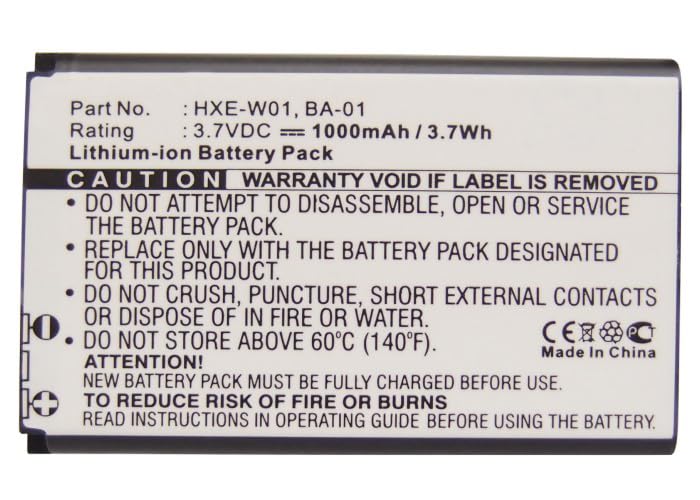 Part No. : HXE-W01, BA-01
Rating : 3.7VDC ⎓ 1000mAh / 3.7Wh
Lithium-ion Battery Pack
CAUTION WARRANTY VOID IF LABEL IS REMOVED
• DO NOT ATTEMPT TO DISASSEMBLE, OPEN OR SERVICE
THE BATTERY PACK.
• REPLACE ONLY WITH THE BATTERY PACK DESIGNATED
FOR THIS PRODUCT.
• DO NOT CRUSH, PUNCTURE, SHORT EXTERNAL CONTACTS
OR DISPOSE OF IN FIRE OR WATER.
• DO NOT STORE ABOVE 60°C (140°F).
CE PCT
Made In China
ATTENTION!
NEW BATTERY PACK MUST BE FULLY CHARGED BEFORE USE
TO REDUCE RISK OF FIRE OR BURNS
READ INSTRUCTIONS IN OPERATING GUIDE BEFORE USING BATTERY